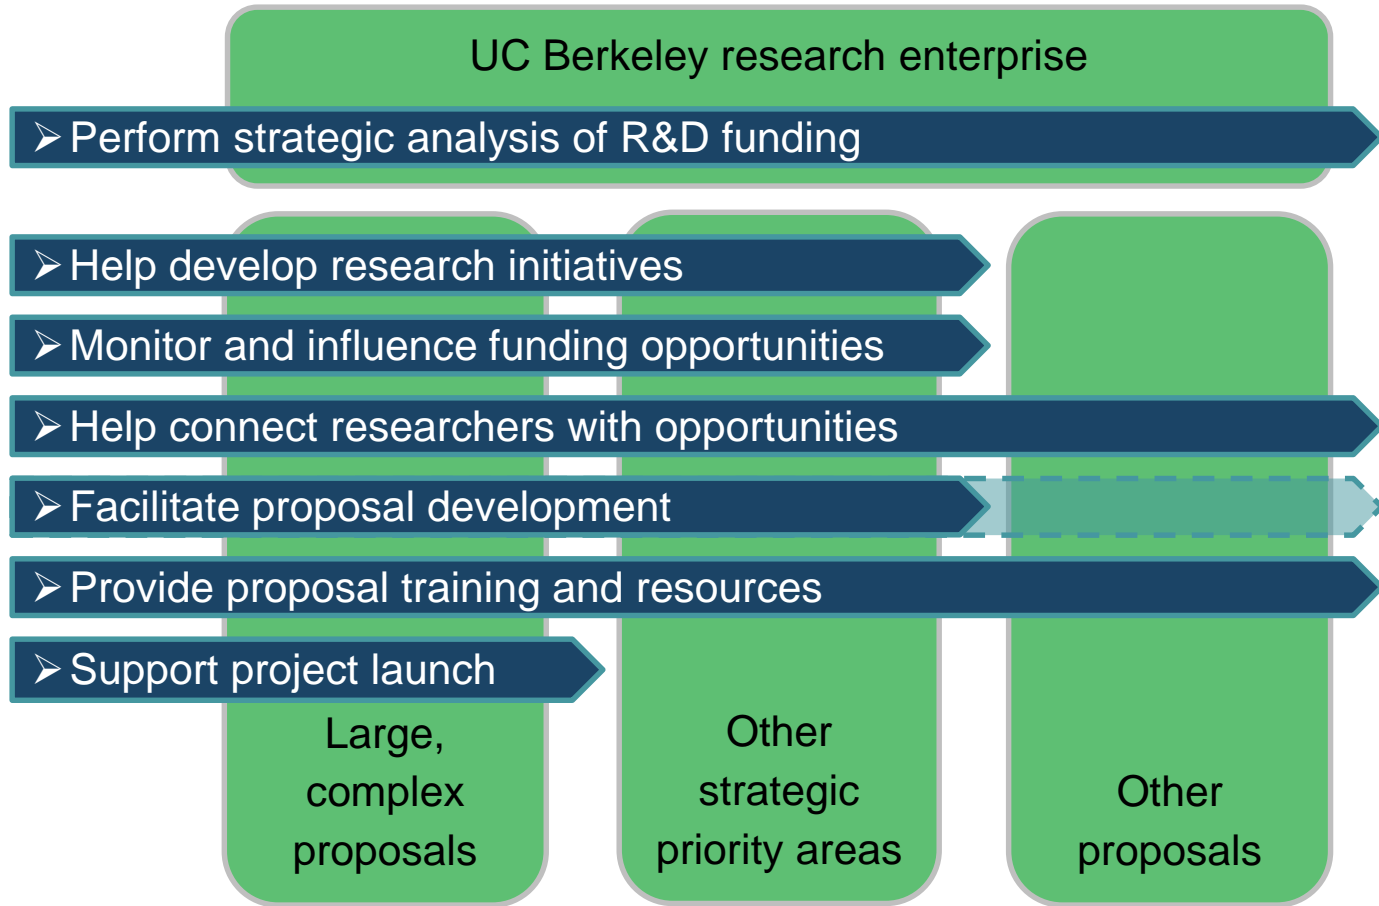 UC Berkeley research enterprise
➢ Perform strategic analysis of R&D funding
➢ Help develop research initiatives
➢ Monitor and influence funding opportunities
➢ Help connect researchers with opportunities
➢ Facilitate proposal development
➢ Provide proposal training and resources
➢ Support project launch
Large,
complex
proposals
Other
strategic
priority areas
Other
proposals